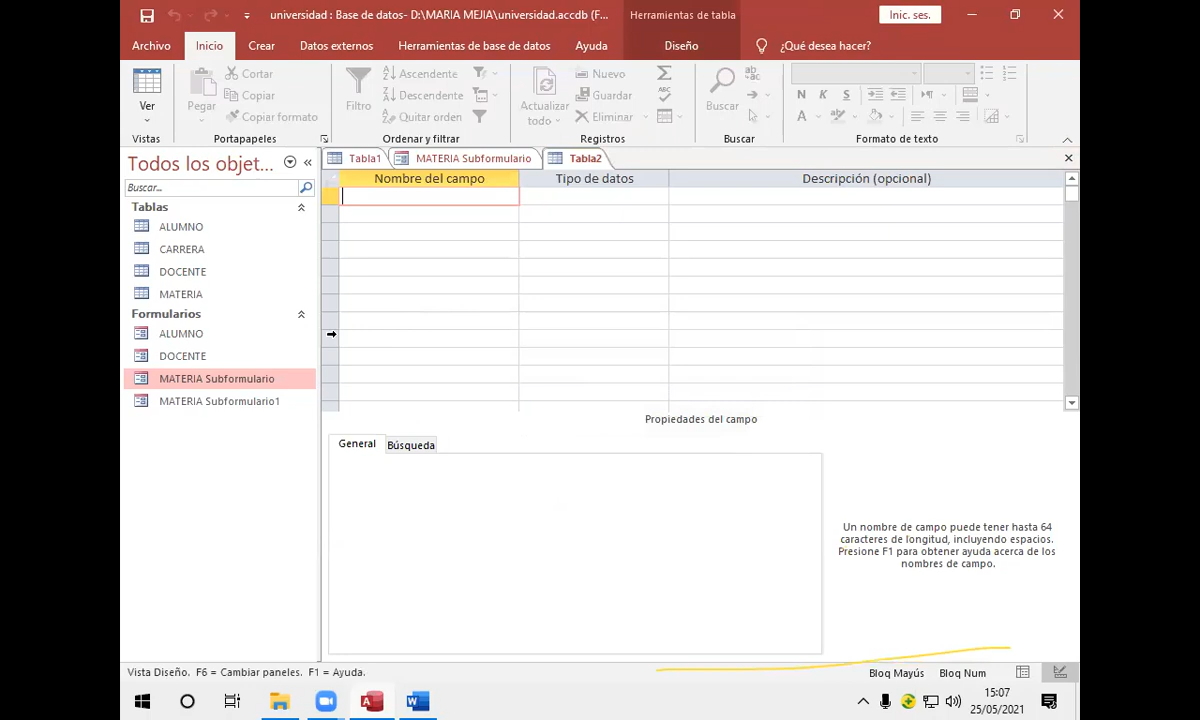 universidad : Base de datos- D:\MARIA MEJIA\universidad.accdb (F...
Herramientas de tabla
Inic. ses.
Archivo
Inicio
Crear
Datos externos
Herramientas de base de datos
Ayuda
Diseño
¿Qué desea hacer?
Ver
Vistas
Pegar
Cortar
Copiar
Copiar formato
Portapapeles
Filtro
Ascendente
Descendente
Quitar orden
Ordenar y filtrar
Actualizar
todo
Nuevo
Guardar
Eliminar
Registros
Buscar
Buscar
N K S
A
Formato de texto
Todos los objet...
Buscar...
Tablas
ALUMNO
CARRERA
DOCENTE
MATERIA
Formularios
ALUMNO
DOCENTE
MATERIA Subformulario
MATERIA Subformulario1
Tabla1
MATERIA Subformulario
Tabla2
Nombre del campo
Tipo de datos
Descripción (opcional)
Propiedades del campo
General
Búsqueda
Un nombre de campo puede tener hasta 64
caracteres de longitud, incluyendo espacios.
Presione F1 para obtener ayuda acerca de los
nombres de campo.
Vista Diseño. F6 = Cambiar paneles. F1 = Ayuda.
Bloq Mayús
Bloq Num
15:07
25/05/2021